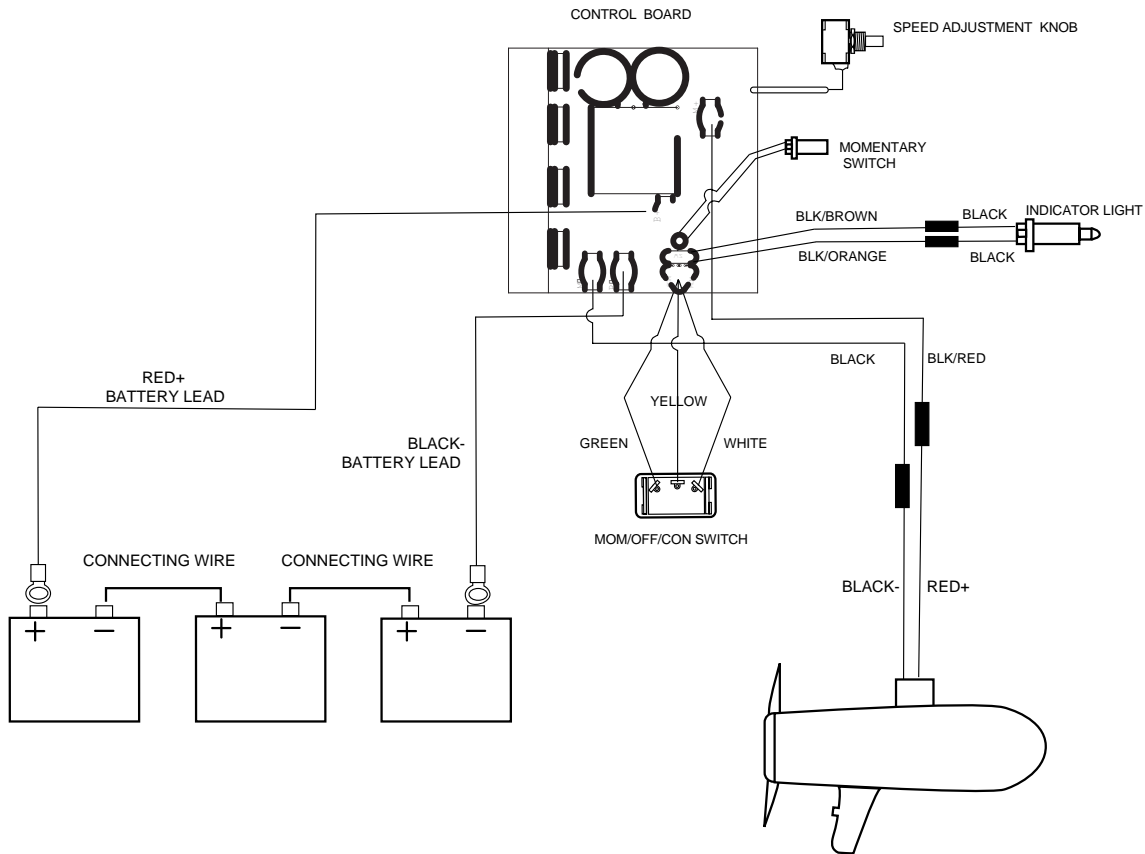 CONTROL BOARD
SPEED ADJUSTMENT KNOB
MOMENTARY
SWITCH
BLK/BROWN
BLACK
INDICATOR LIGHT
BLK/ORANGE
BLACK
BLACK
BLK/RED
RED+
BATTERY LEAD
YELLOW
BLACK-
BATTERY LEAD
GREEN
WHITE
MOM/OFF/CON SWITCH
CONNECTING WIRE
CONNECTING WIRE
BLACK-
RED+
+ −
+ −
+ −